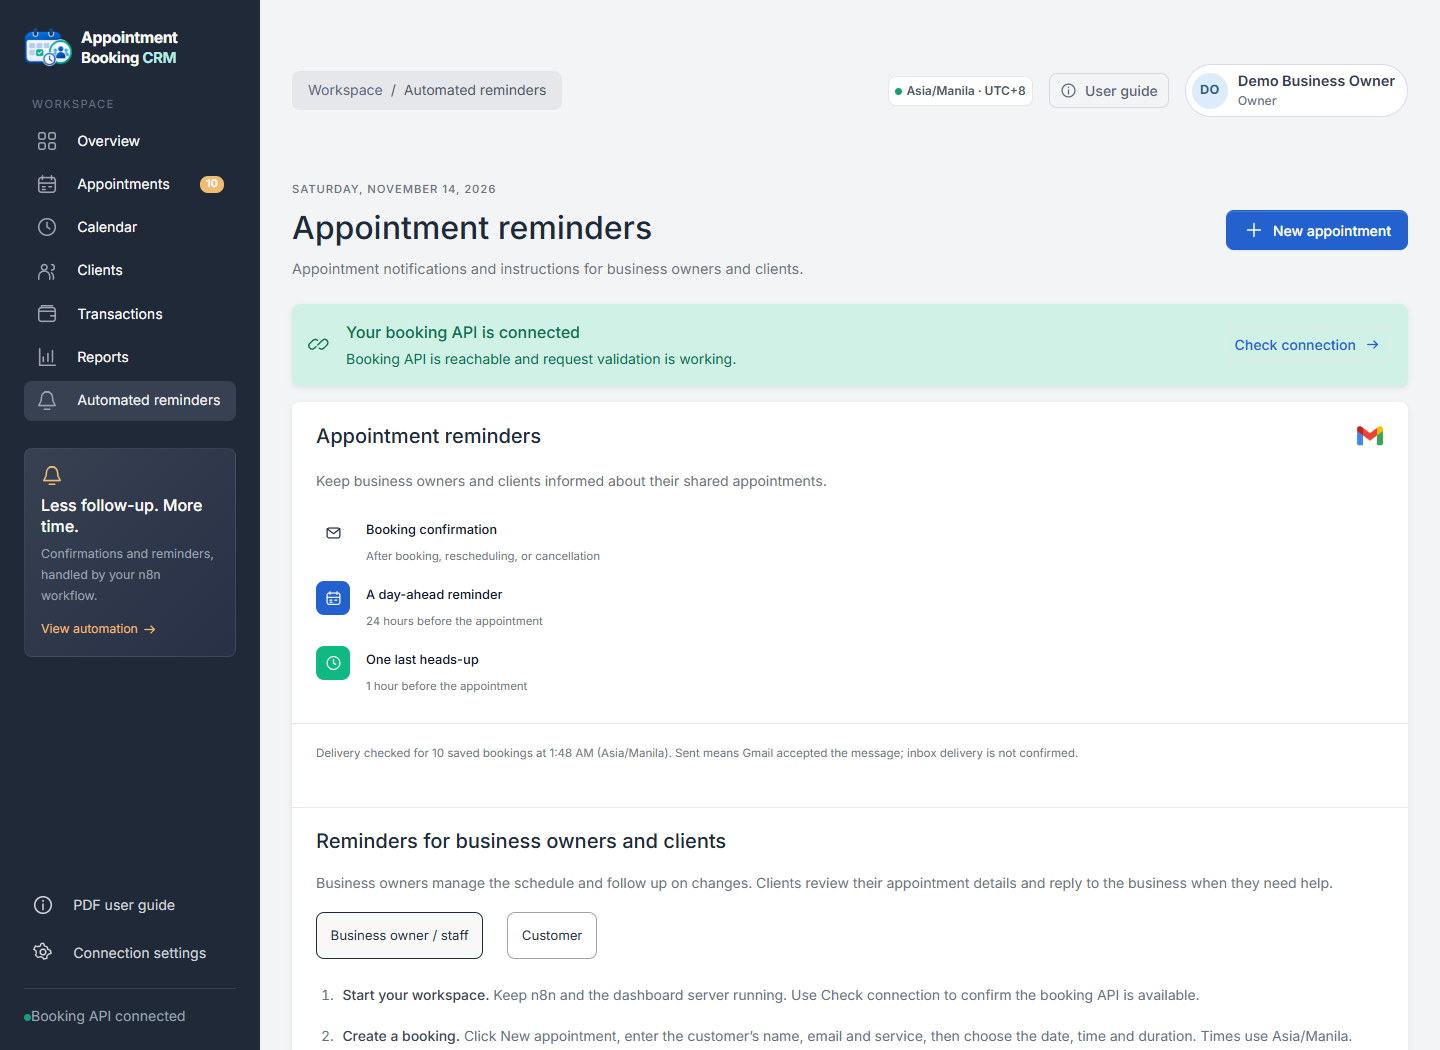 Appointment
Booking CRM
WORKSPACE
Overview
Appointments 10
Calendar
Clients
Transactions
Reports
Automated reminders
Less follow-up. More
time.
Confirmations and reminders,
handled by your n8n
workflow.
View automation →
PDF user guide
Connection settings
Booking API connected
Workspace / Automated reminders
Asia/Manila · UTC+8
User guide
DO
Demo Business Owner
Owner
SATURDAY, NOVEMBER 14, 2026
Appointment reminders
New appointment
Appointment notifications and instructions for business owners and clients.
Your booking API is connected
Booking API is reachable and request validation is working.
Check connection →
Appointment reminders
Keep business owners and clients informed about their shared appointments.
Booking confirmation
After booking, rescheduling, or cancellation
A day-ahead reminder
24 hours before the appointment
One last heads-up
1 hour before the appointment
Delivery checked for 10 saved bookings at 1:48 AM (Asia/Manila). Sent means Gmail accepted the message; inbox delivery is not confirmed.
Reminders for business owners and clients
Business owners manage the schedule and follow up on changes. Clients review their appointment details and reply to the business when they need help.
Business owner / staff
Customer
1. Start your workspace. Keep n8n and the dashboard server running. Use Check connection to confirm the booking API is available.
2. Create a booking. Click New appointment, enter the customer’s name, email and service, then choose the date, time and duration. Times use Asia/Manila.